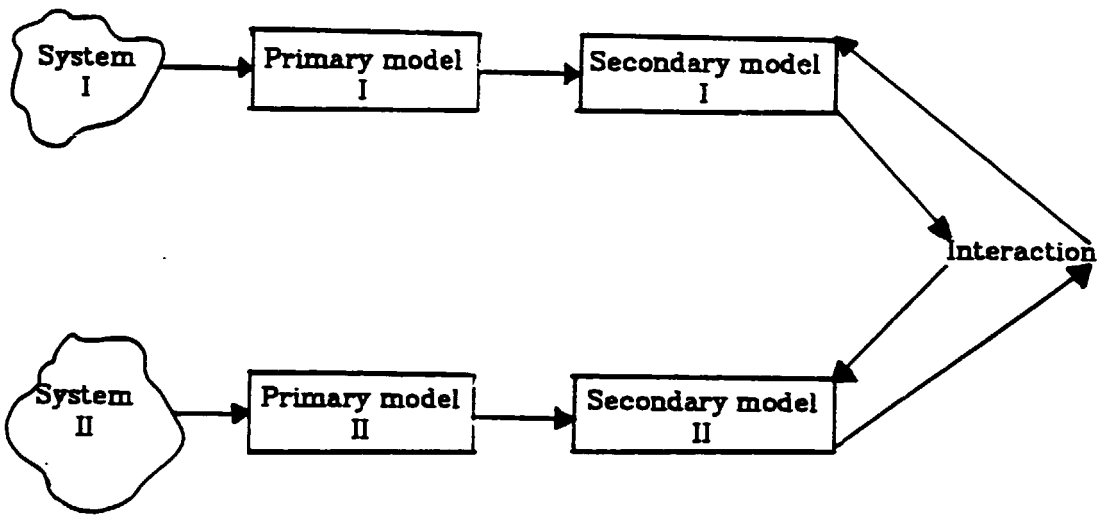 System
I
Primary model
I
Secondary model
I
Interaction
System
II
Primary model
II
Secondary model
II